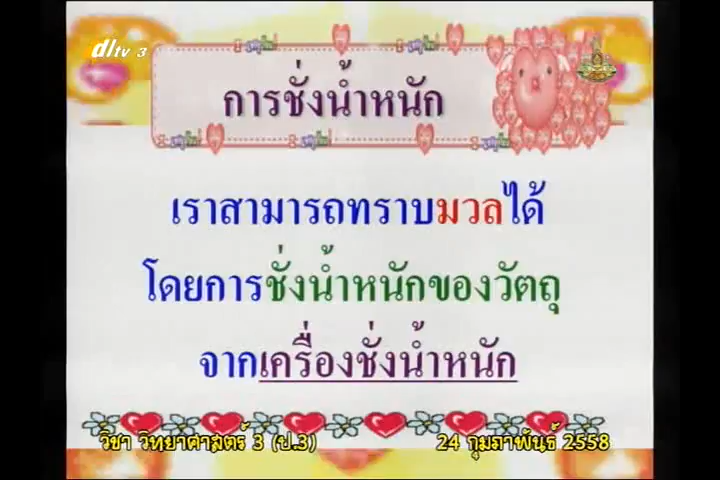 dltv 3
การชั่งน้ำหนัก
เราสามารถทราบมวลได้
โดยการชั่งน้ำหนักของวัตถุ
จากเครื่องชั่งน้ำหนัก
วิชา วิทยาศาสตร์ 3 (ป.3)
24 กุมภาพันธ์ 2558